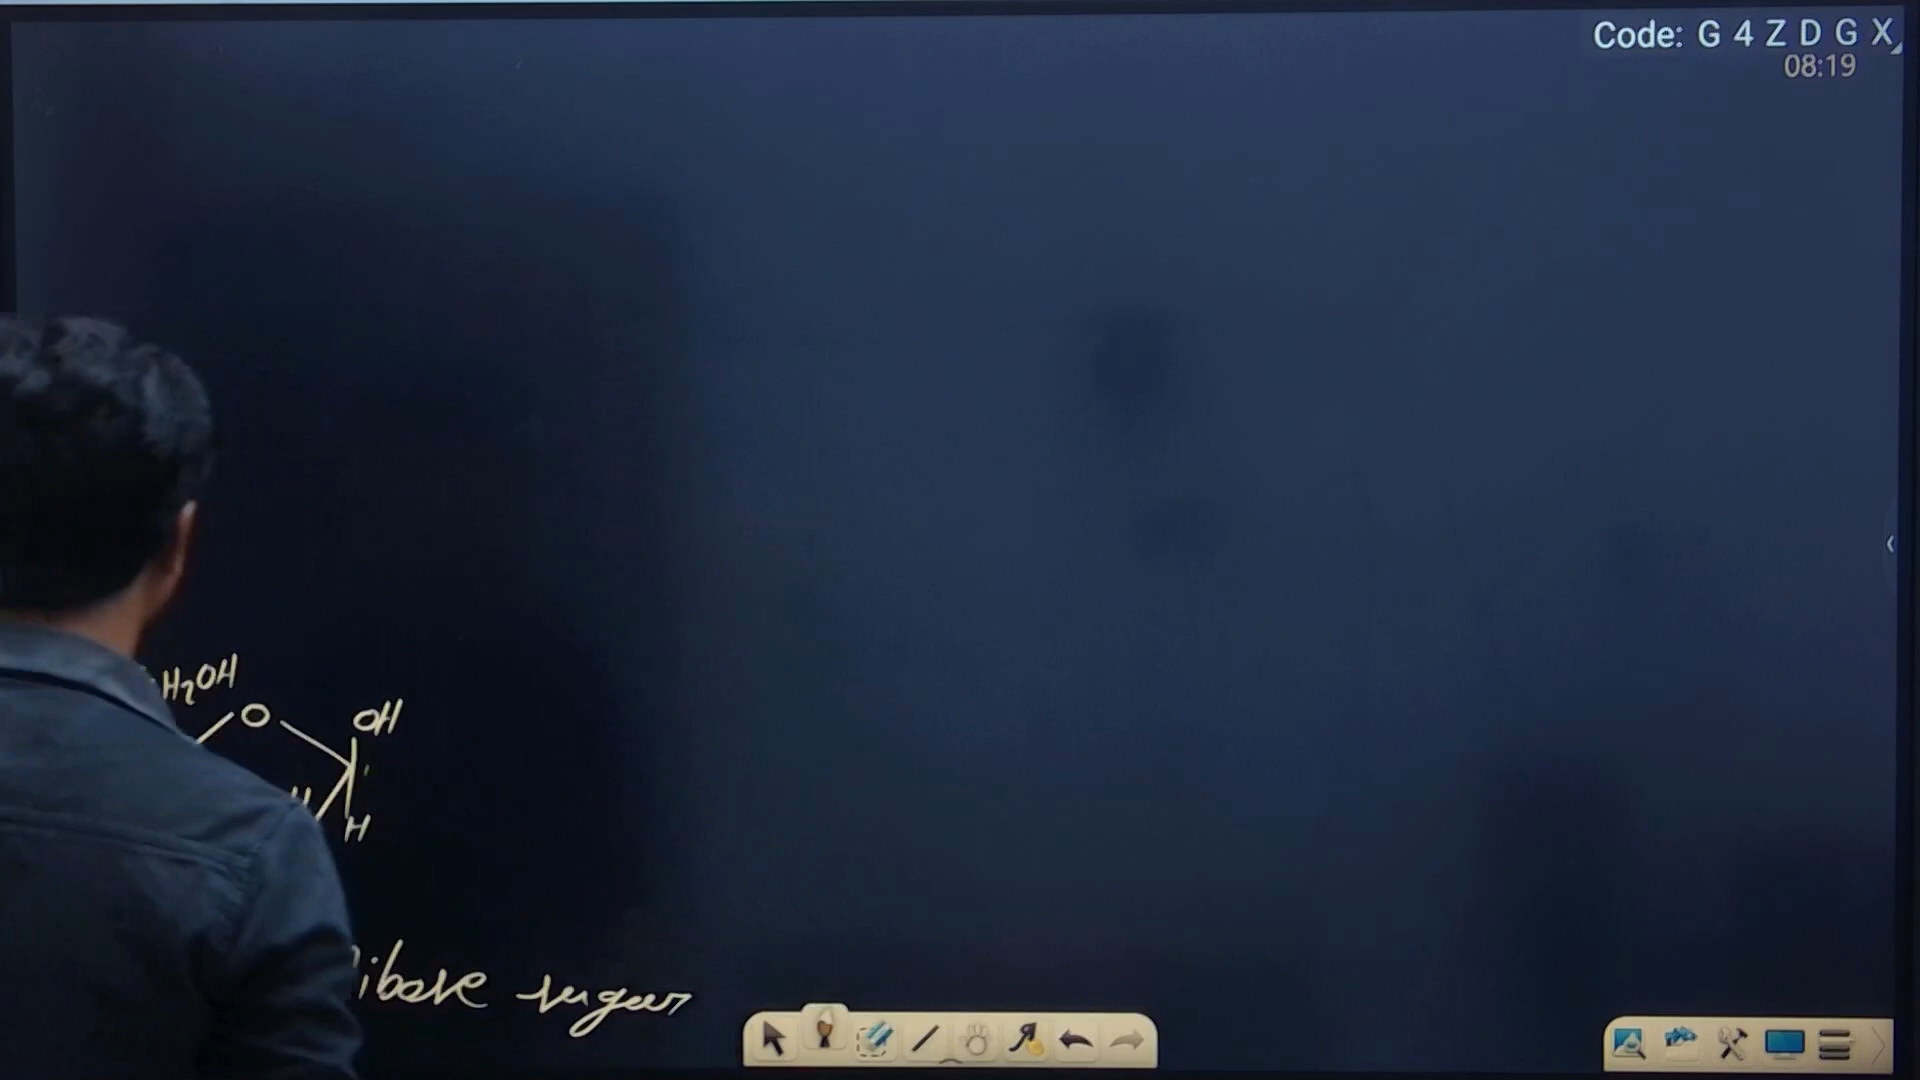 Code: G 4 Z D G X
08:19
H₂OH
O
OH
H
H
ibose sugar